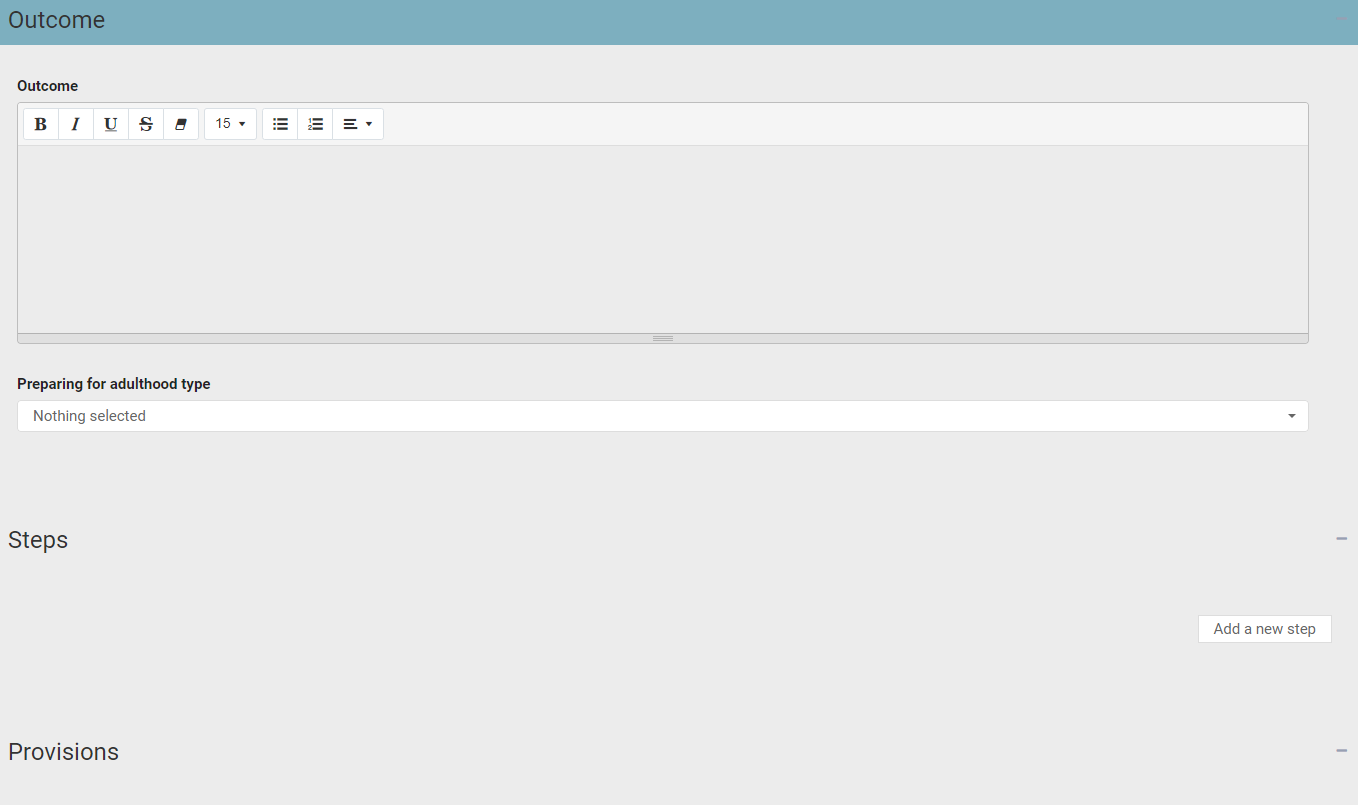 Outcome
Outcome
B I U S 15
Preparing for adulthood type
Nothing selected
Steps
Add a new step
Provisions